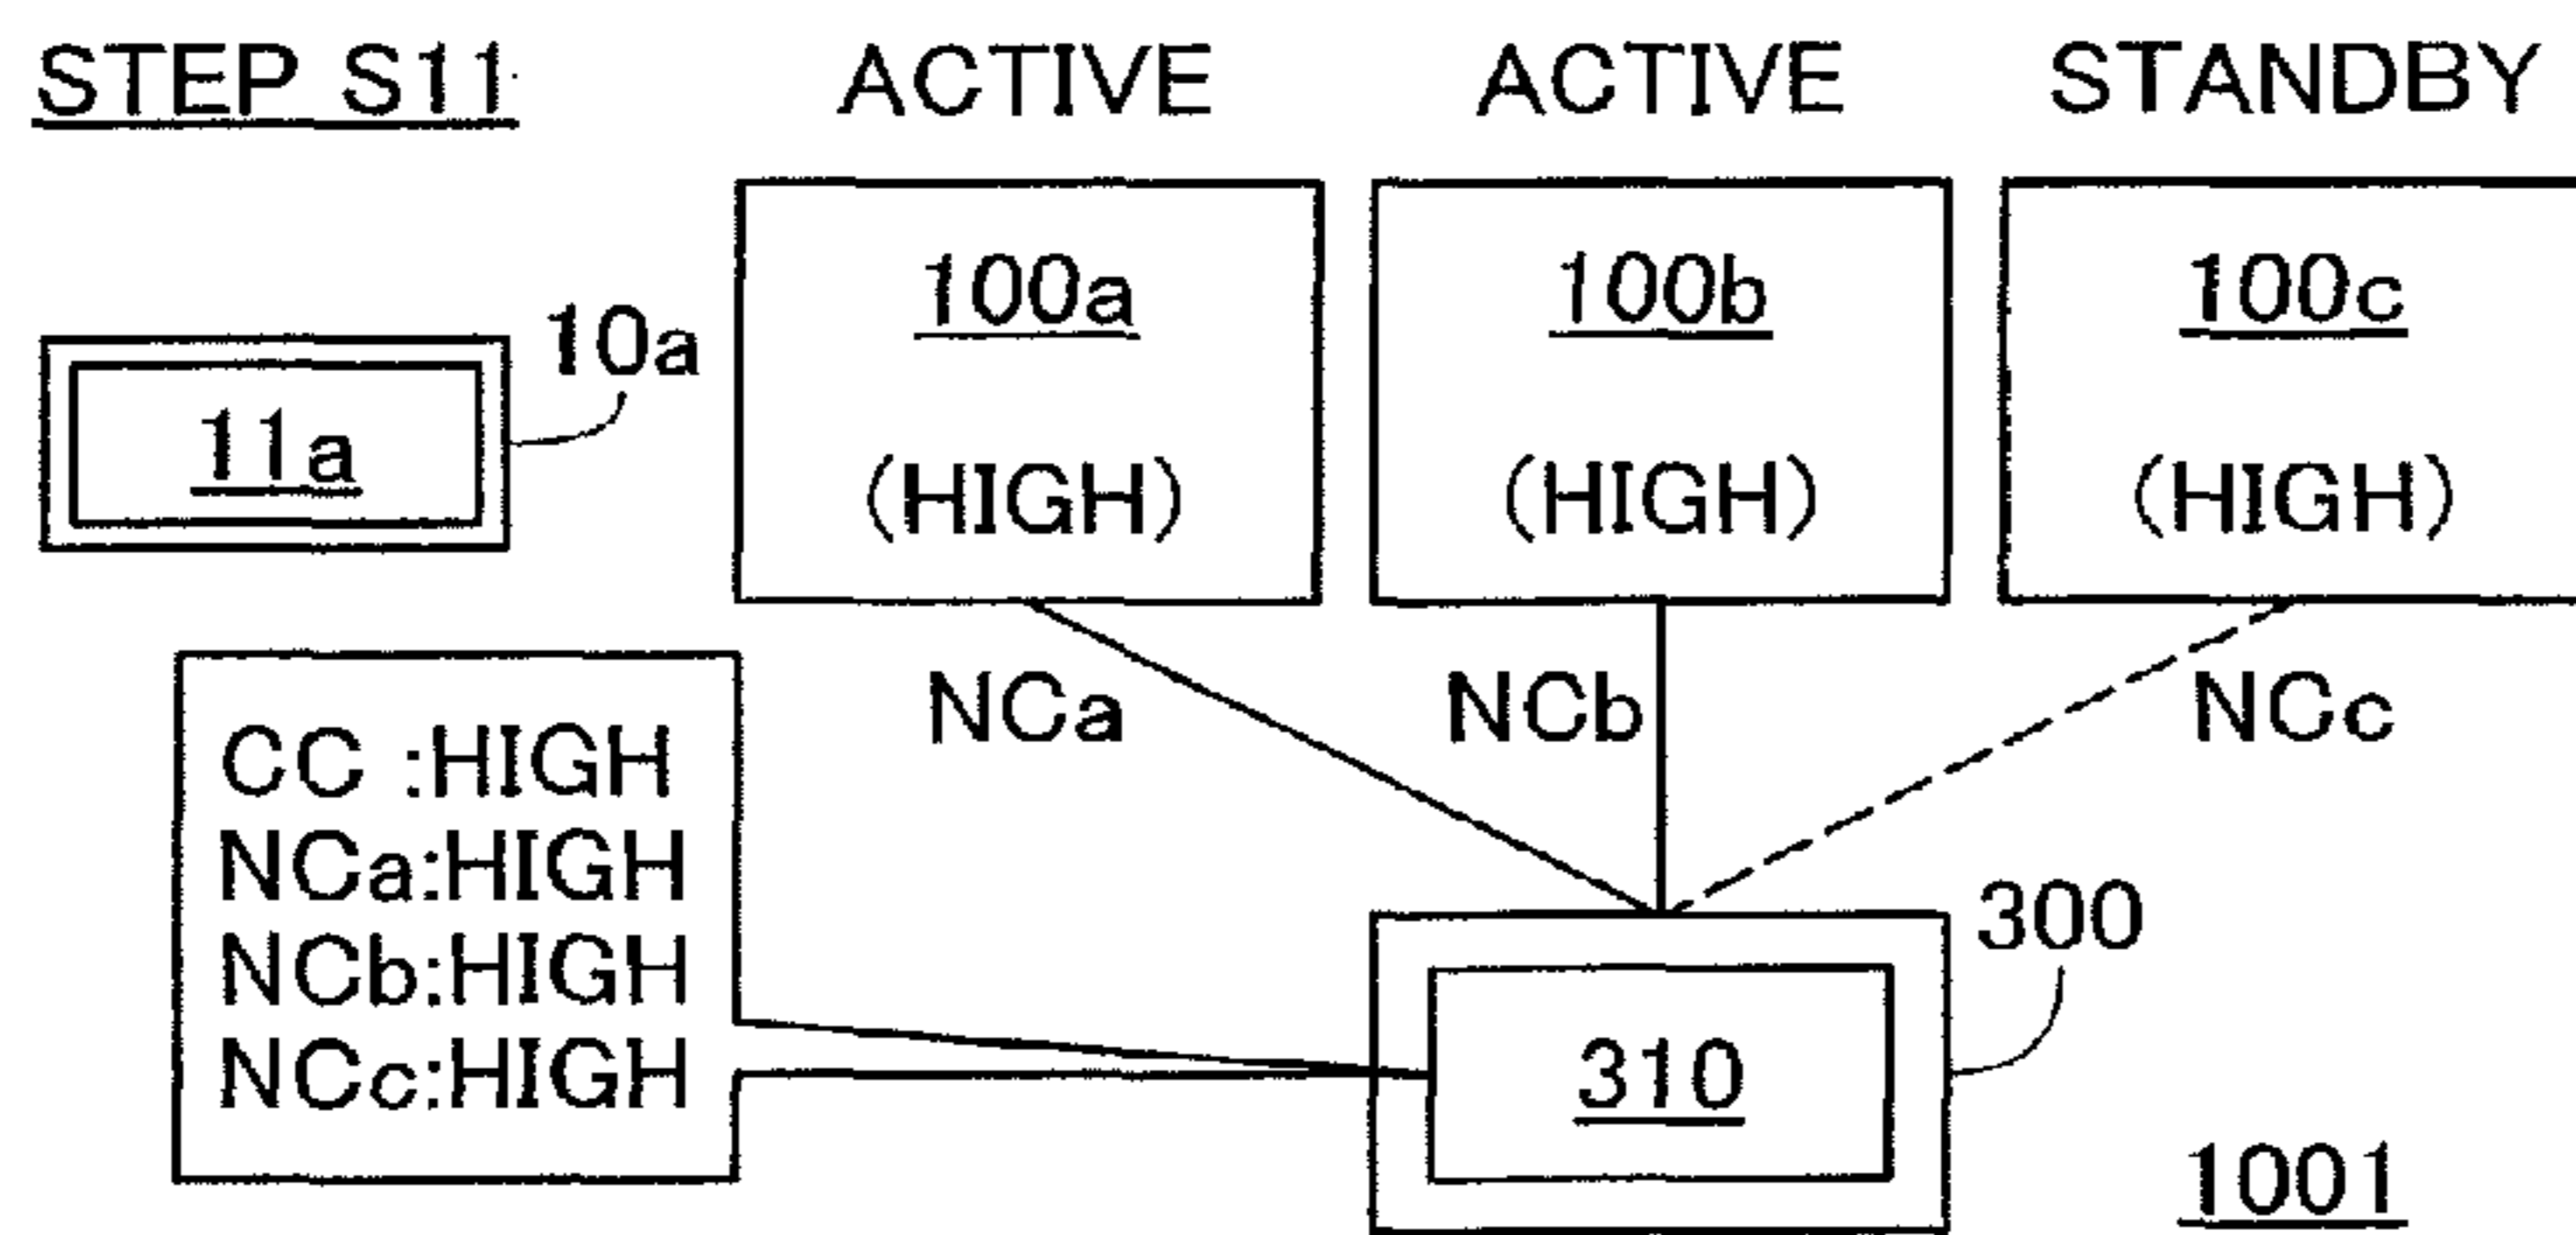 STEP S11
ACTIVE
ACTIVE
STANDBY
100a
(HIGH)
100b
(HIGH)
100c
(HIGH)
10a
11a
NCa
NCb
NCc
CC :HIGH
NCa:HIGH
NCb:HIGH
NCc:HIGH
300
310
1001